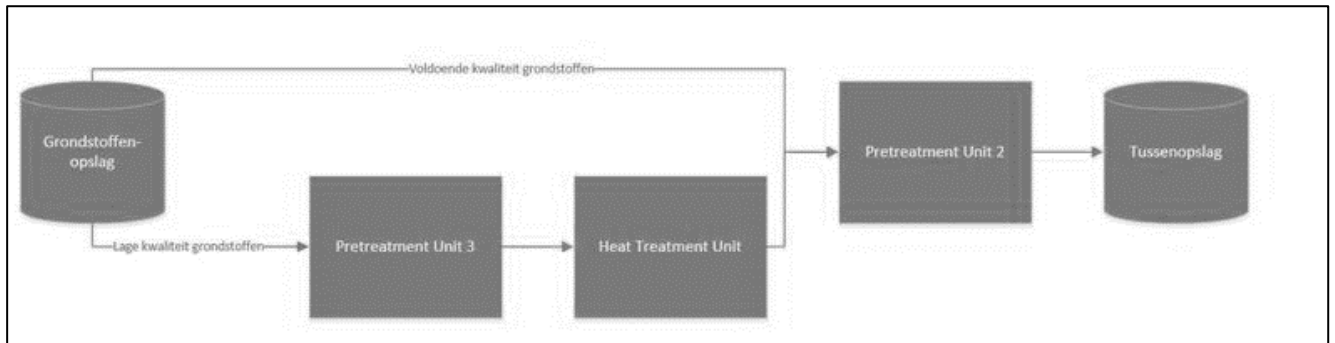 Voldoende kwaliteit grondstoffen
Grondstoffen-
opslag
Pretreatment Unit 2
Tussenopslag
Lage kwaliteit grondstoffen
Pretreatment Unit 3
Heat Treatment Unit